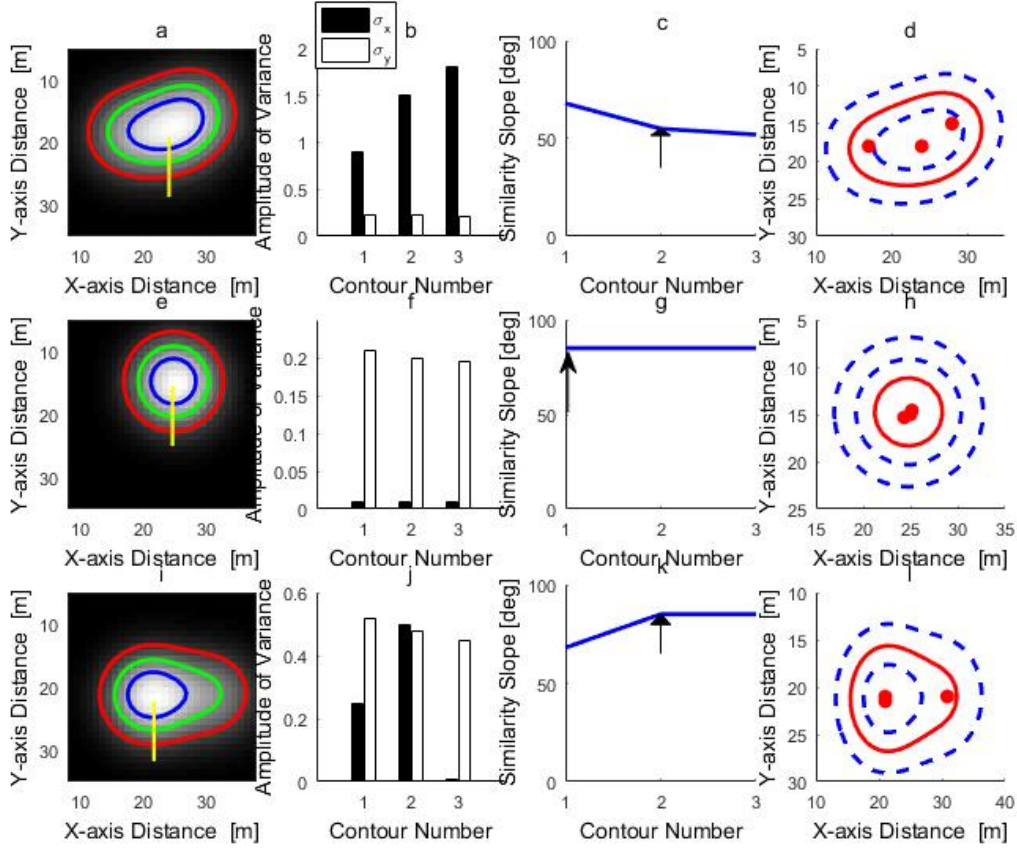 a
Y-axis Distance [m]
10
20
30
10 20 30
X-axis Distance [m]
b
σx
σy
Amplitude of Variance
2
1.5
1
0.5
0
1 2 3
Contour Number
c
Similarity Slope [deg]
100
50
0
1 2 3
Contour Number
d
Y-axis Distance [m]
5
10
15
20
25
30
20 30
X-axis Distance [m]
e
Y-axis Distance [m]
10
20
30
20 30
X-axis Distance [m]
f
Amplitude of Variance
0.2
0.15
0.1
0.05
0
1 2 3
Contour Number
g
Similarity Slope [deg]
100
50
0
1 2 3
Contour Number
h
Y-axis Distance [m]
5
10
15
20
25
15 20 25 30 35
X-axis Distance [m]
i
Y-axis Distance [m]
10
20
30
10 20 30
X-axis Distance [m]
j
Amplitude of Variance
0.6
0.4
0.2
0
1 2 3
Contour Number
k
Similarity Slope [deg]
100
50
0
1 2 3
Contour Number
l
Y-axis Distance [m]
10
15
20
25
30
10 20 30 40
X-axis Distance [m]